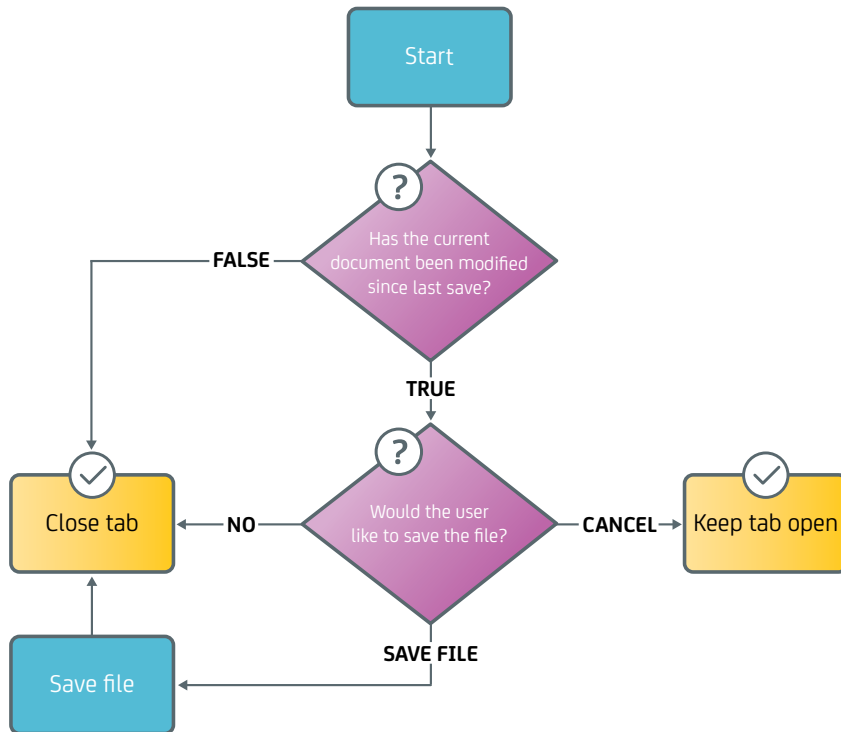 Start
?
Has the current
document been modified
since last save?
FALSE
TRUE
?
Would the user
like to save the file?
Close tab
NO
CANCEL
Keep tab open
SAVE FILE
Save file